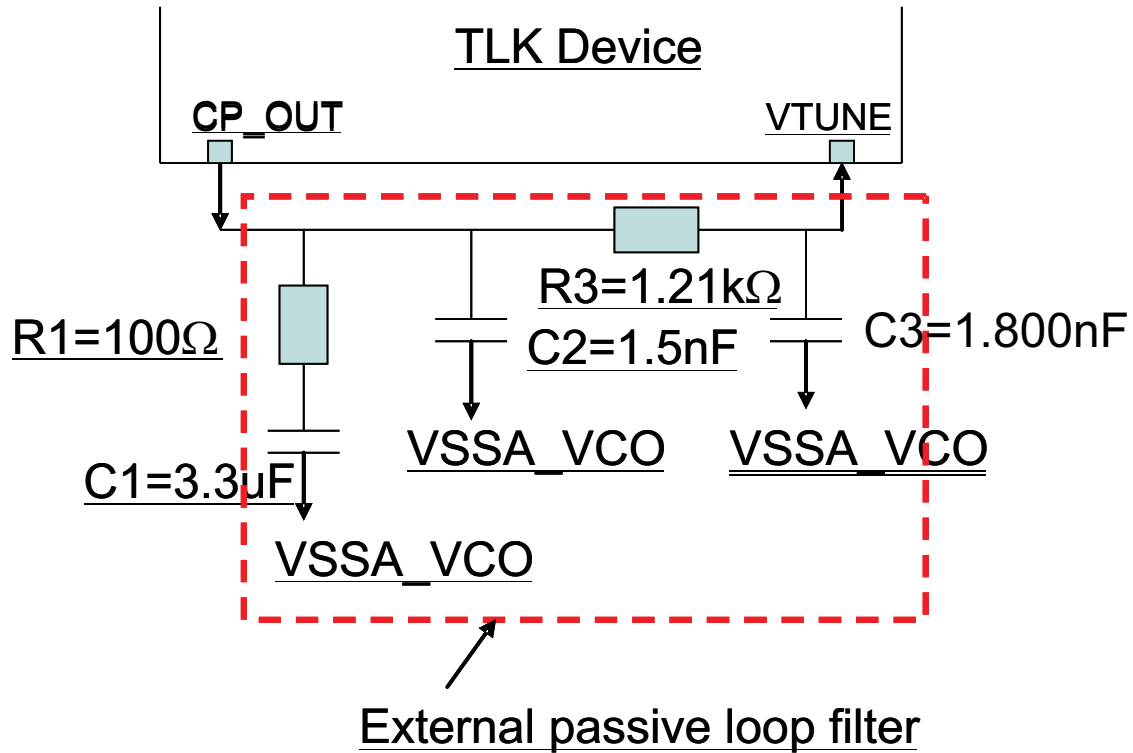 TLK Device
CP_OUT
VTUNE
R3=1.21kΩ
R1=100Ω
C2=1.5nF
C3=1.800nF
VSSA_VCO
VSSA_VCO
C1=3.3µF
VSSA_VCO
External passive loop filter